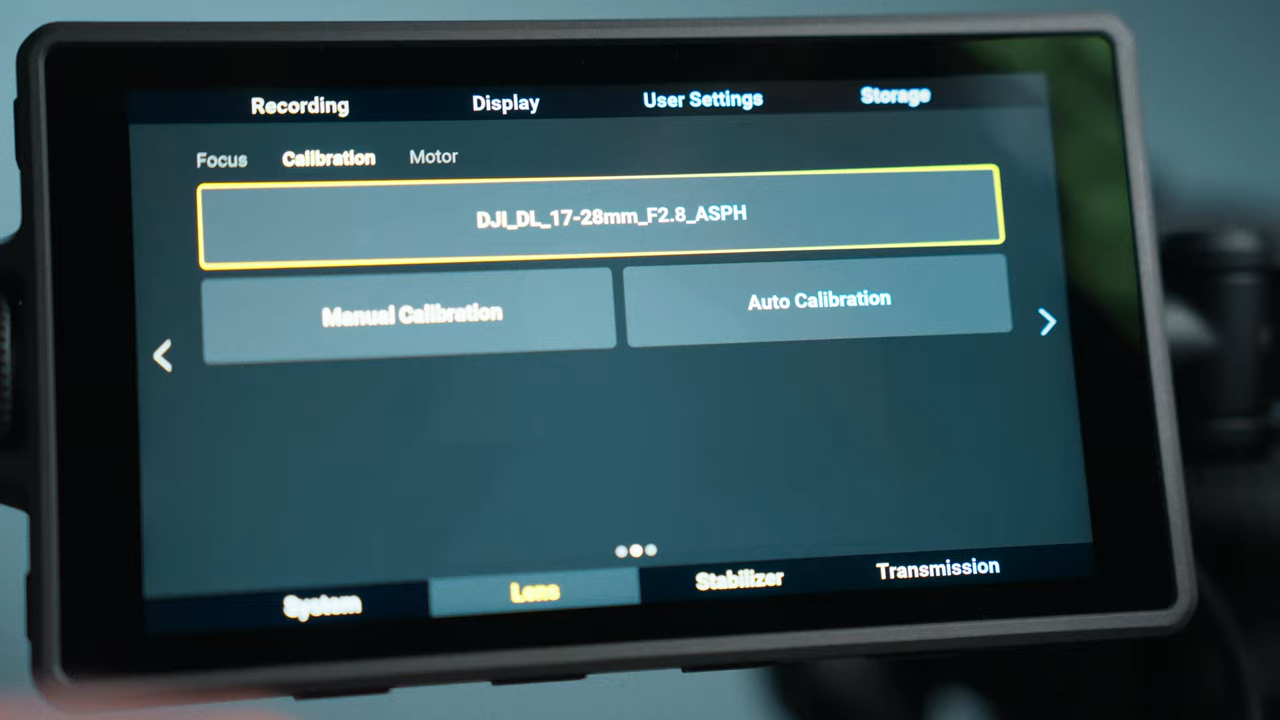 Recording Display User Settings Storage
Focus Calibration Motor
DJI_DL_17-28mm_F2.8_ASPH
Manual Calibration Auto Calibration
System Lens Stabilizer Transmission